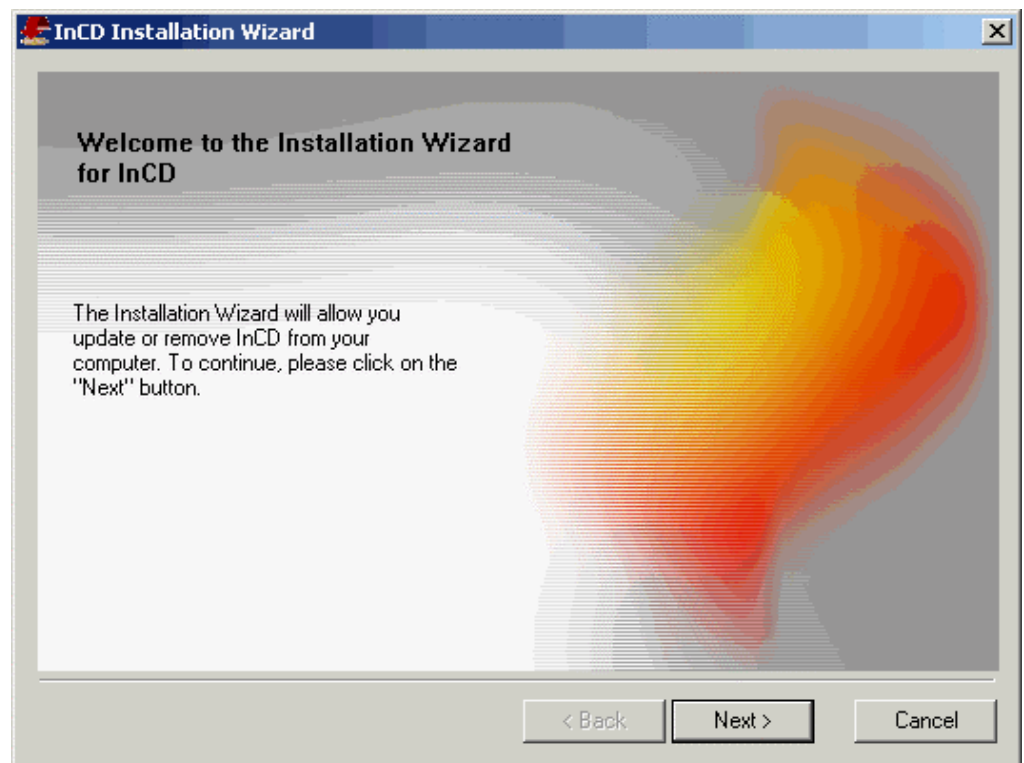 InCD Installation Wizard
Welcome to the Installation Wizard
for InCD
The Installation Wizard will allow you
update or remove InCD from your
computer. To continue, please click on the
"Next" button.
< Back
Next >
Cancel